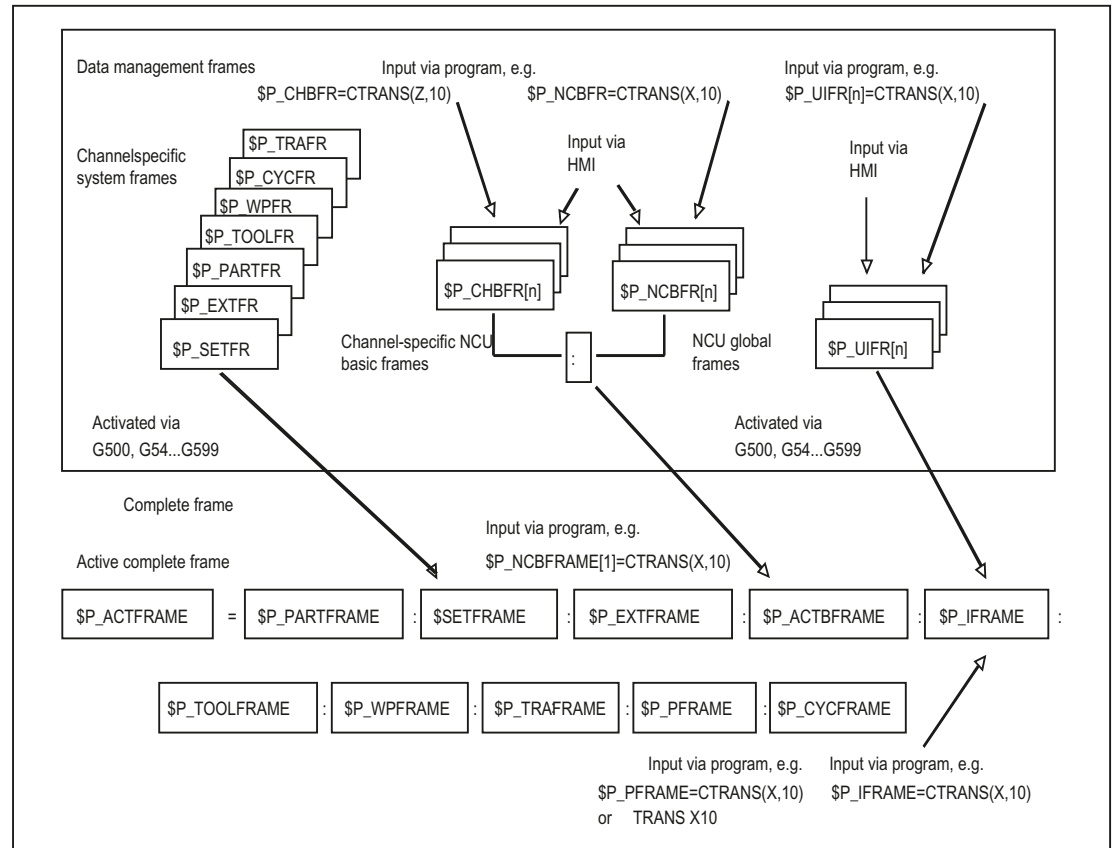 Data management frames
Input via program, e.g.
$P_CHBFR=CTRANS(Z,10)
$P_NCBFR=CTRANS(X,10)
Input via program, e.g.
$P_UIFR[n]=CTRANS(X,10)
Channelspecific
system frames
$P_TRAFR
$P_CYCFR
$P_WPFR
$P_TOOLFR
$P_PARTFR
$P_EXTFR
$P_SETFR
Input via
HMI
Input via
HMI
$P_CHBFR[n]
$P_NCBFR[n]
$P_UIFR[n]
Channel-specific NCU
basic frames
:
NCU global
frames
Activated via
G500, G54...G599
Activated via
G500, G54...G599
Complete frame
Input via program, e.g.
$P_NCBFRAME[1]=CTRANS(X,10)
Active complete frame
$P_ACTFRAME = $P_PARTFRAME : $SETFRAME : $P_EXTFRAME : $P_ACTBFRAME : $P_IFRAME :
$P_TOOLFRAME : $P_WPFRAME : $P_TRAFRAME : $P_PFRAME : $P_CYCFRAME
Input via program, e.g.
$P_PFRAME=CTRANS(X,10)
or TRANS X10
Input via program, e.g.
$P_IFRAME=CTRANS(X,10)